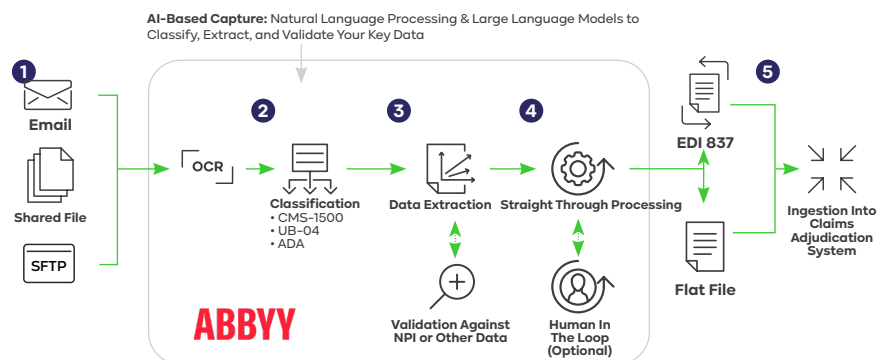 AI-Based Capture: Natural Language Processing & Large Language Models to
Classify, Extract, and Validate Your Key Data
1
Email
Shared File
SFTP
OCR
2
Classification
• CMS-1500
• UB-04
• ADA
3
Data Extraction
Validation Against
NPI or Other Data
4
Straight Through Processing
Human In
The Loop
(Optional)
ABBYY
EDI 837
Flat File
5
Ingestion Into
Claims
Adjudication
System